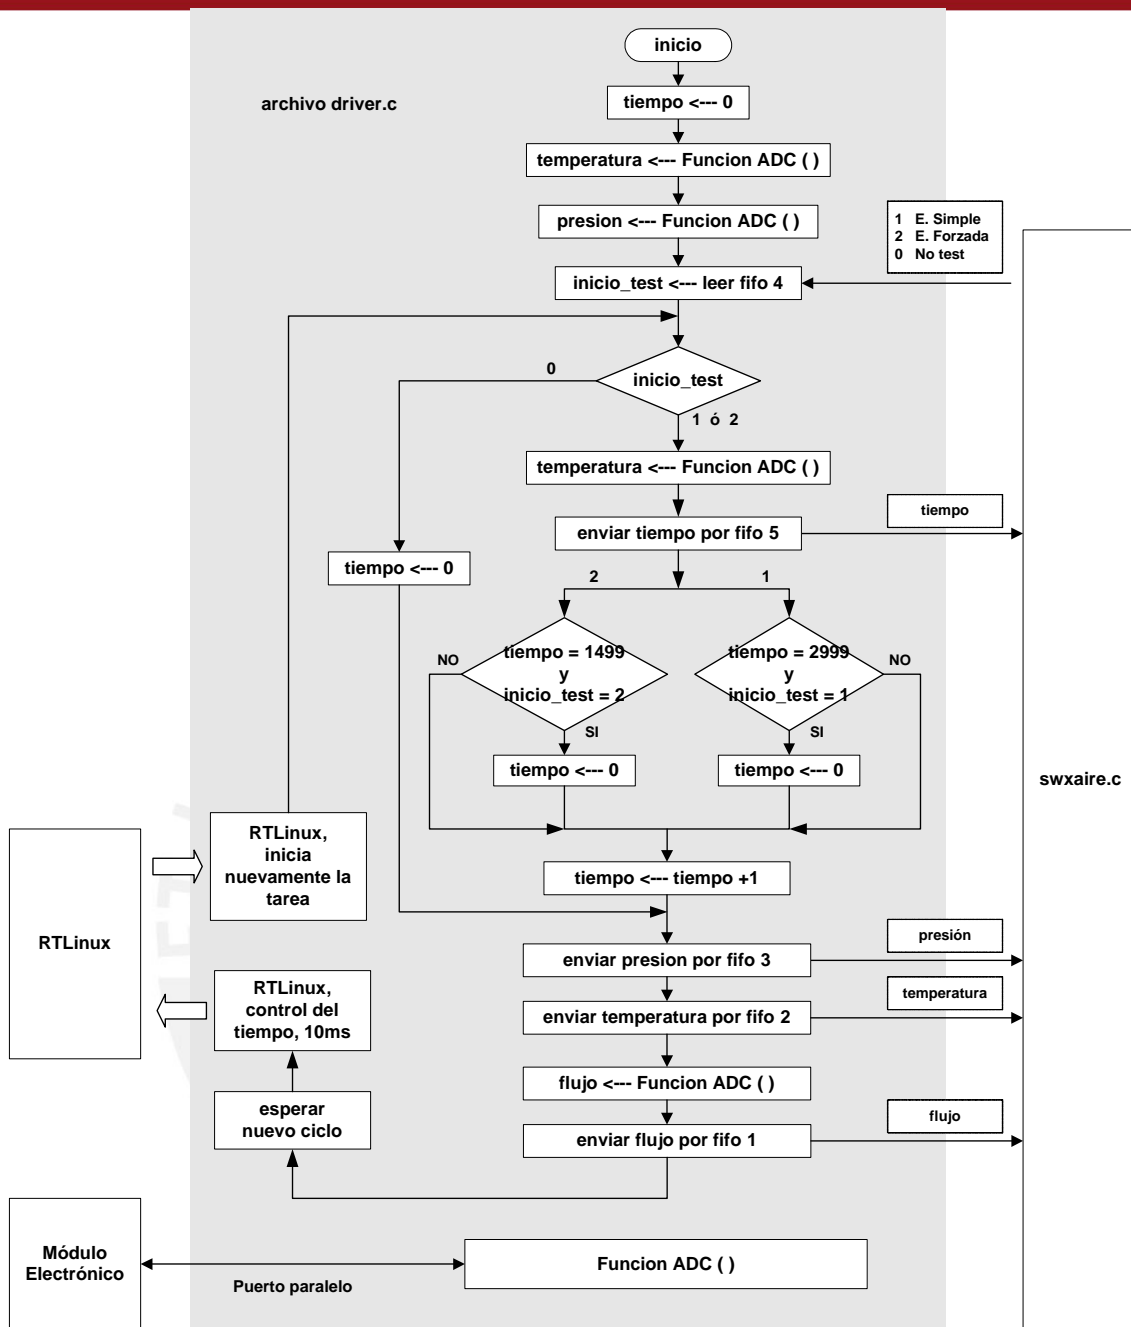 inicio
archivo driver.c
tiempo <--- 0
temperatura <--- Funcion ADC ( )
presion <--- Funcion ADC ( )
1 E. Simple
2 E. Forzada
0 No test
inicio_test <--- leer fifo 4
0
inicio_test
1 ó 2
temperatura <--- Funcion ADC ( )
tiempo
enviar tiempo por fifo 5
tiempo <--- 0
2
1
NO
tiempo = 1499
y
inicio_test = 2
SI
tiempo = 2999
y
inicio_test = 1
NO
SI
tiempo <--- 0
tiempo <--- 0
swxaire.c
RTLinux,
inicia
nuevamente la
tarea
tiempo <--- tiempo +1
RTLinux
presión
enviar presion por fifo 3
RTLinux,
control del
tiempo, 10ms
temperatura
enviar temperatura por fifo 2
flujo <--- Funcion ADC ( )
esperar
nuevo ciclo
flujo
enviar flujo por fifo 1
Módulo
Electrónico
Puerto paralelo
Funcion ADC ( )